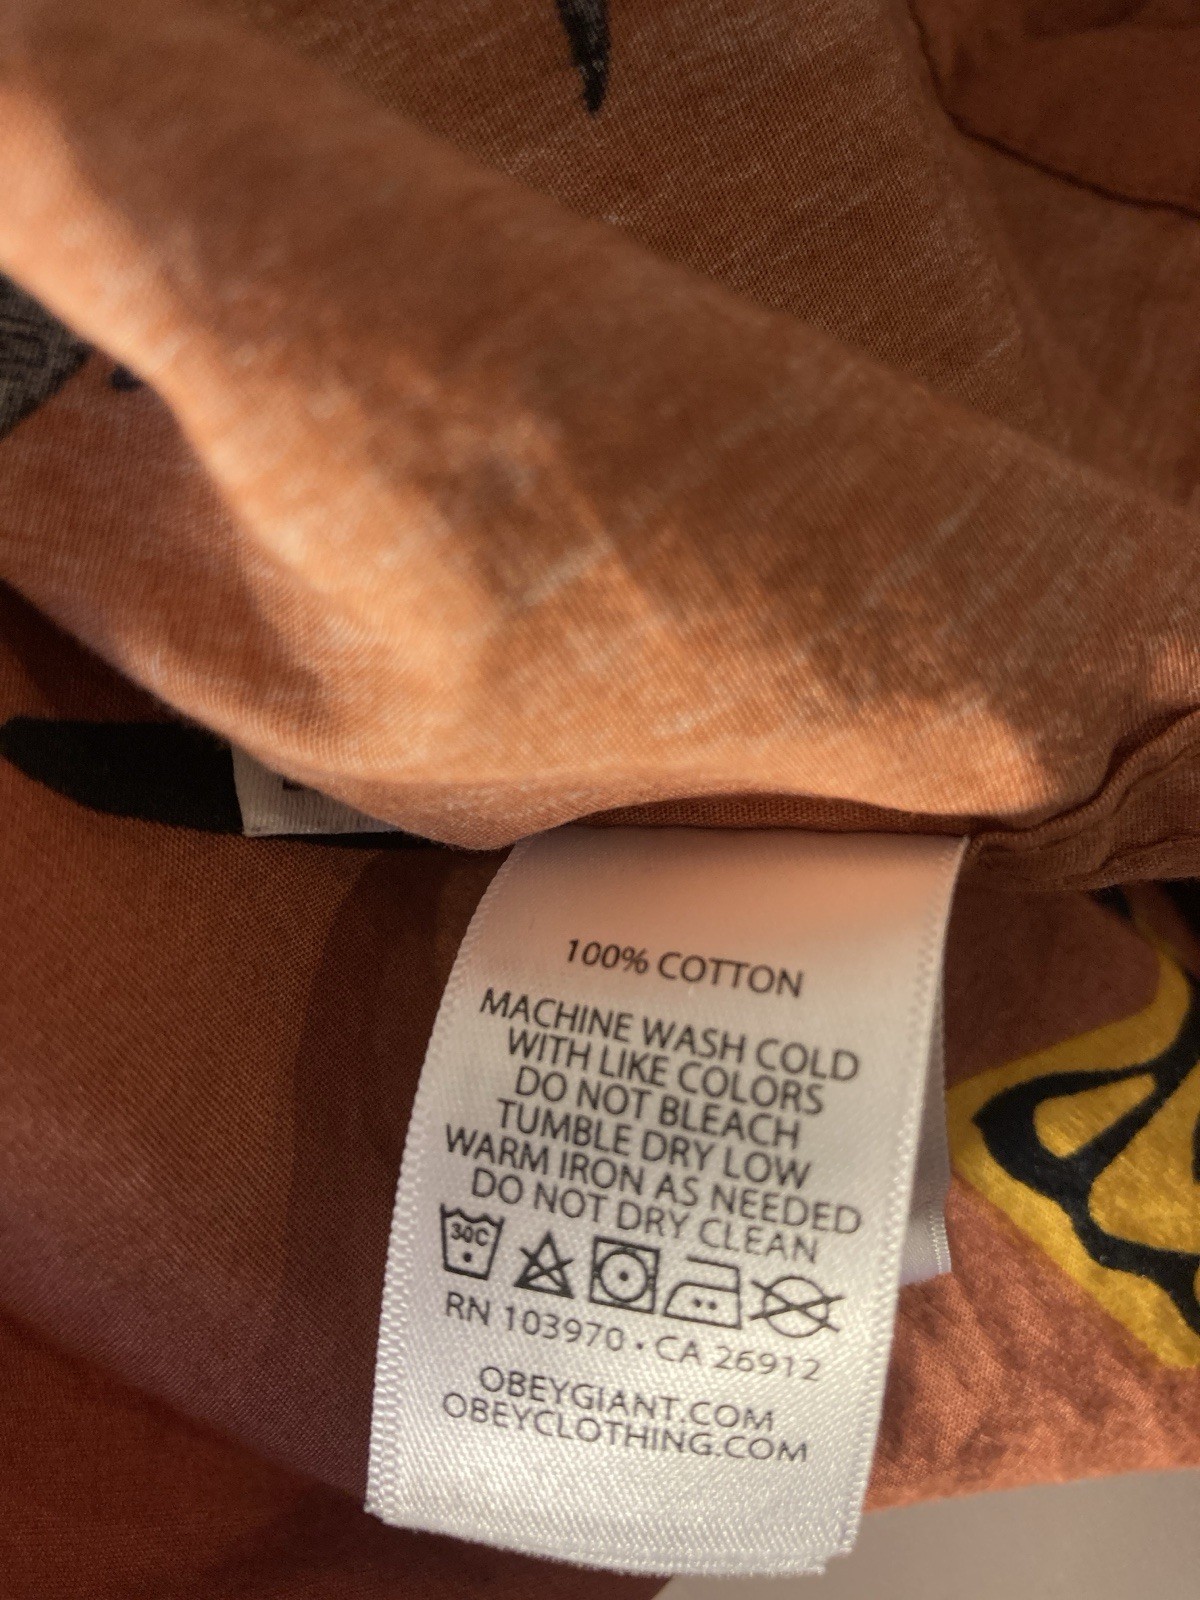 100% COTTON
MACHINE WASH COLD
WITH LIKE COLORS
DO NOT BLEACH
TUMBLE DRY LOW
WARM IRON AS NEEDED
DO NOT DRY CLEAN
30C
RN 103970 • CA 26912
OBEYGIANT.COM
OBEYCLOTHING.COM